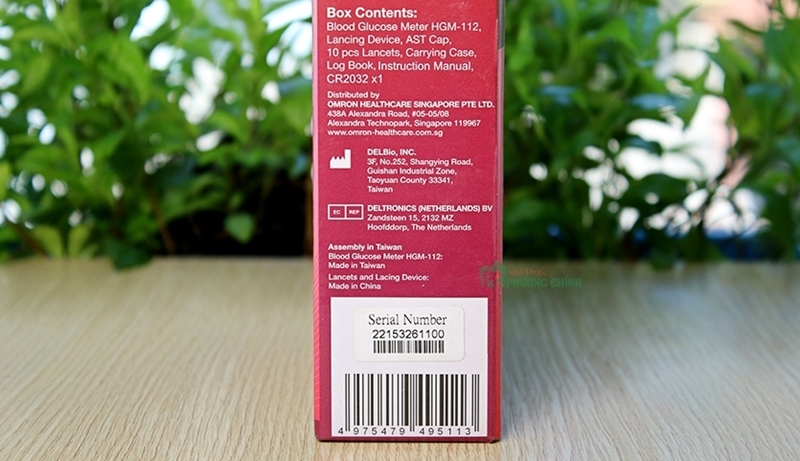 Box Contents:
Blood Glucose Meter HGM-112,
Lancing Device, AST Cap,
10 pcs Lancets, Carrying Case,
Log Book, Instruction Manual,
CR2032 x1
Distributed by
OMRON HEALTHCARE SINGAPORE PTE LTD.
438A Alexandra Road, #05-05/08
Alexandra Technopark, Singapore 119967
www.omron-healthcare.com.sg
DELBio, INC.
3F, No.252, Shangying Road,
Guishan Industrial Zone,
Taoyuan County 33341,
Taiwan
EC REP
DELTRONICS (NETHERLANDS) BV
Zandsteen 15, 2132 MZ
Hoofddorp, The Netherlands
Assembly in Taiwan
Blood Glucose Meter HGM-112:
Made in Taiwan
Lancets and Lacing Device:
Made in China
Nhà Thuốc
PHƯƠNG CHÍNH
Serial Number
22153261100
4 975479 495113